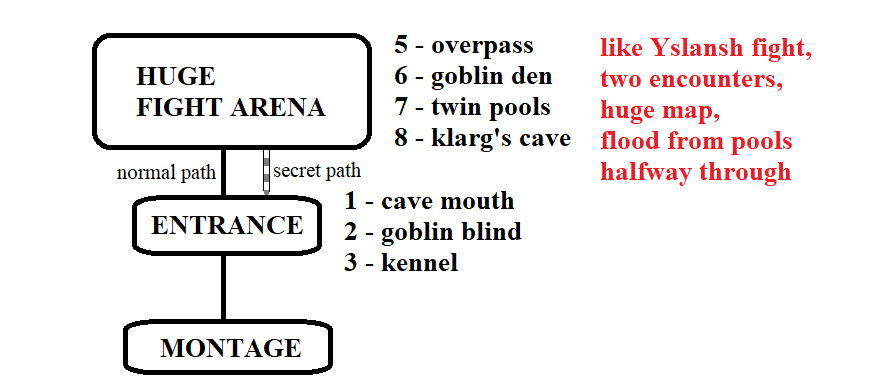 HUGE
FIGHT ARENA
5 - overpass
6 - goblin den
7 - twin pools
8 - klarg's cave
like Yslansh fight,
two encounters,
huge map,
flood from pools
halfway through
normal path
secret path
ENTRANCE
1 - cave mouth
2 - goblin blind
3 - kennel
MONTAGE